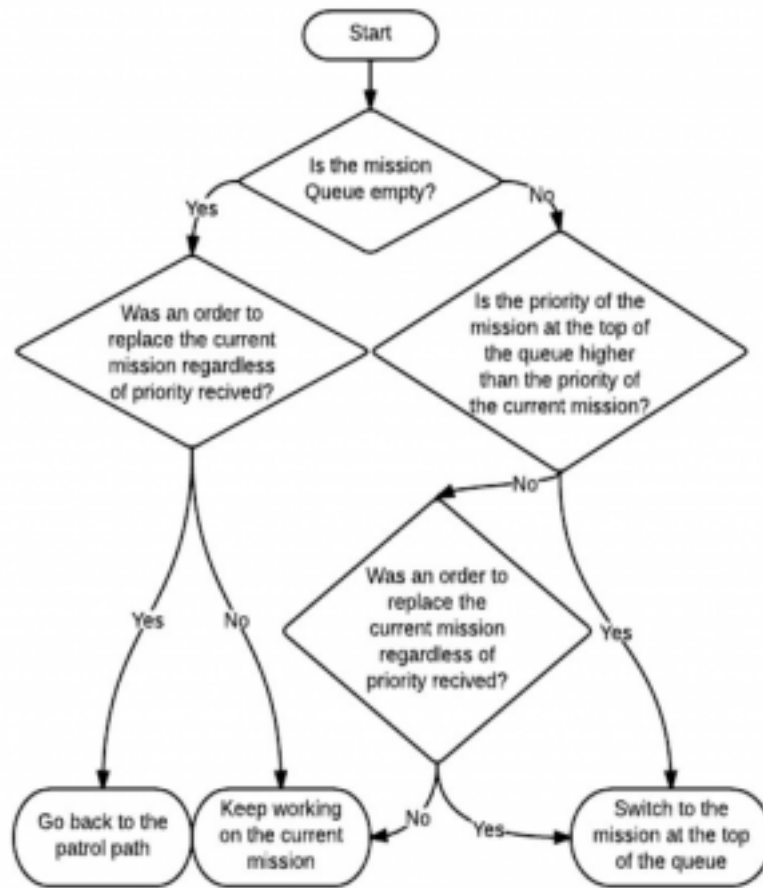 Start
Is the mission
Queue empty?
Yes
No
Was an order to
replace the current
mission regardless
of priority recived?
Is the priority of the
mission at the top of
the queue higher
than the priority of
the current mission?
No
Was an order to
replace the
current mission
regardless of
priority recived?
Yes
No
Yes
Go back to the
patrol path
Keep working
on the current
mission
No
Yes
Switch to the
mission at the top
of the queue